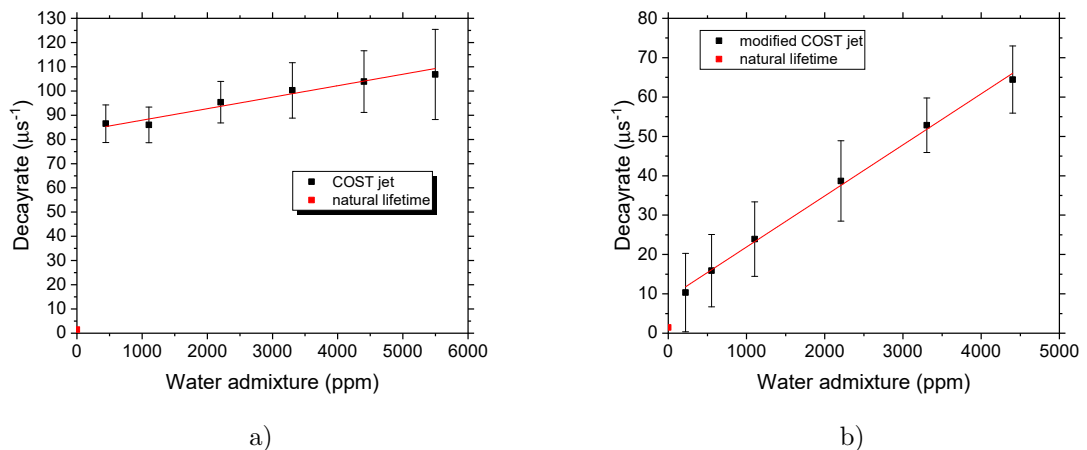 130
120
110
100
90
80
70
60
50
40
30
20
10
0
Decayrate (μs⁻¹)
COST jet
natural lifetime
0 1000 2000 3000 4000 5000 6000
Water admixture (ppm)
a)
80
70
60
50
40
30
20
10
0
Decayrate (μs⁻¹)
modified COST jet
natural lifetime
0 1000 2000 3000 4000 5000
Water admixture (ppm)
b)